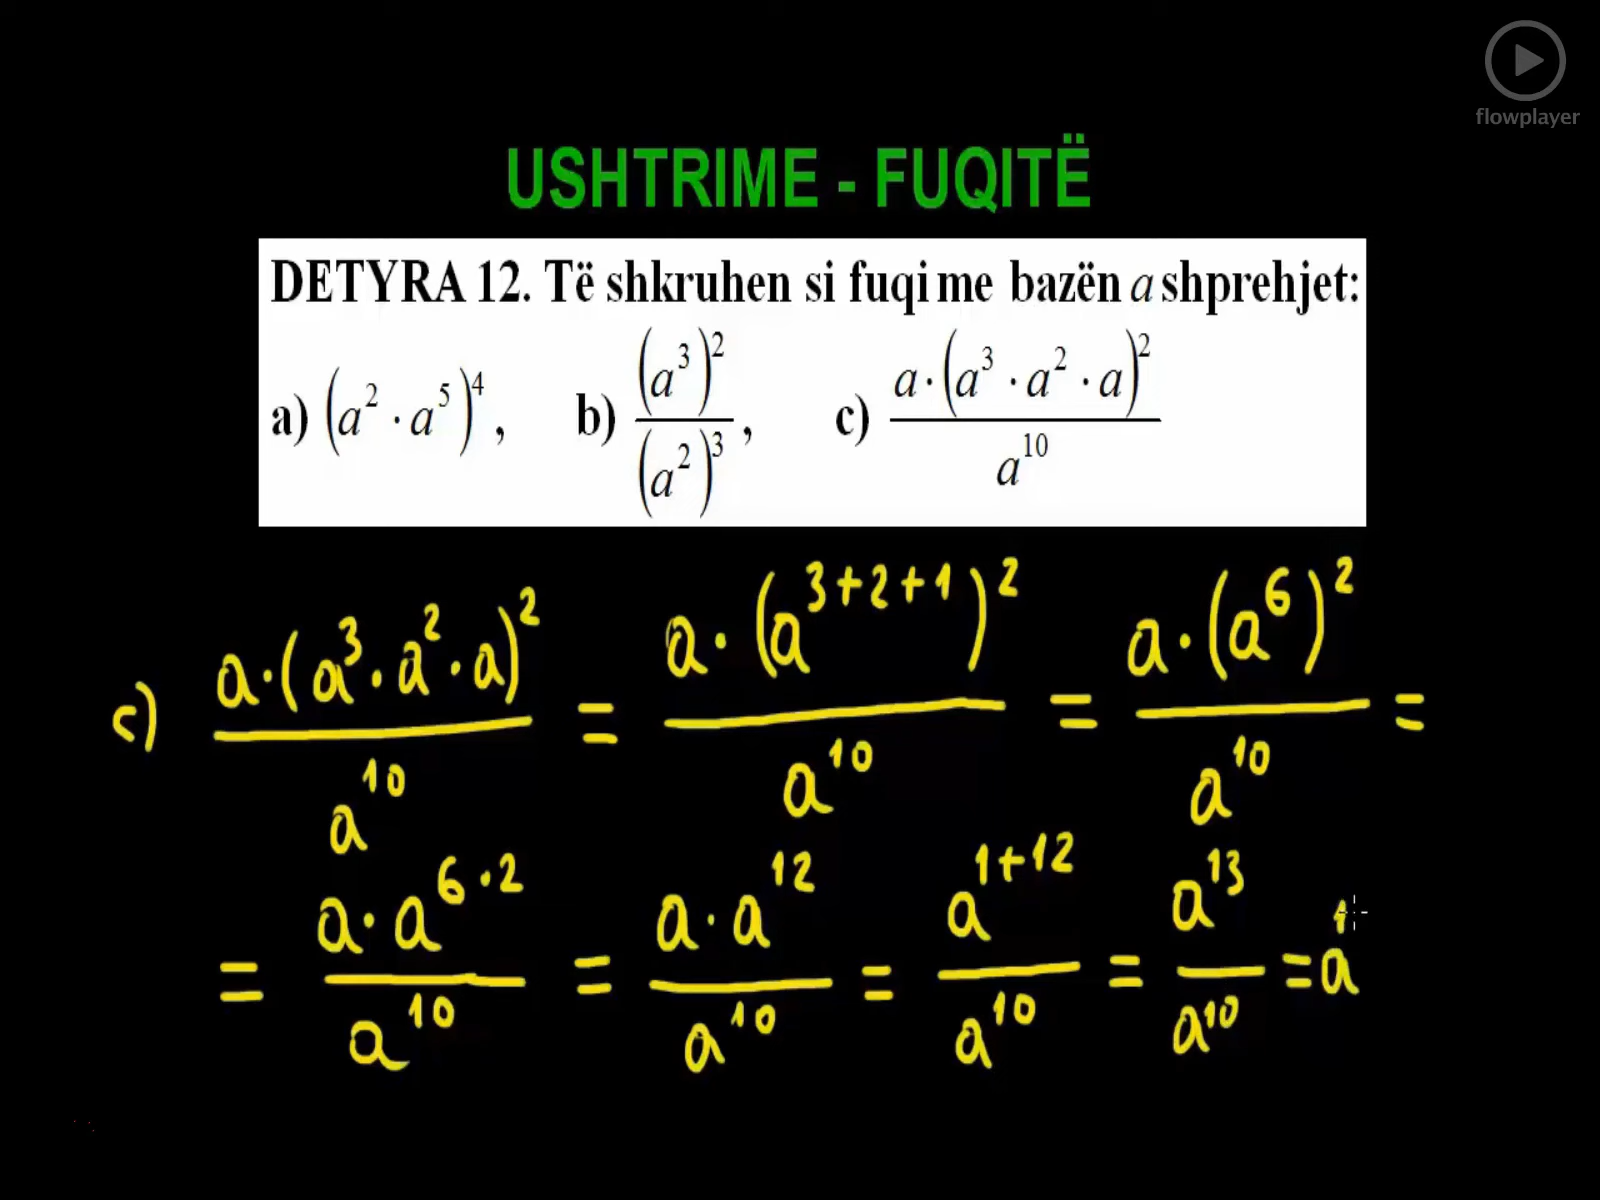 flowplayer
USHTRIME - FUQITË
DETYRA 12. Të shkruhen si fuqi me bazën a shprehjet:
a) (a² · a⁵)⁴, b) (a³)² / (a²)³, c) a · (a³ · a² · a)² / a¹⁰
c) a · (a³ · a² · a)² / a¹⁰ = a · (a³⁺²⁺¹)² / a¹⁰ = a · (a⁶)² / a¹⁰ =
= a · a⁶˙² / a¹⁰ = a · a¹² / a¹⁰ = a¹⁺¹² / a¹⁰ = a¹³ / a¹⁰ = a¹